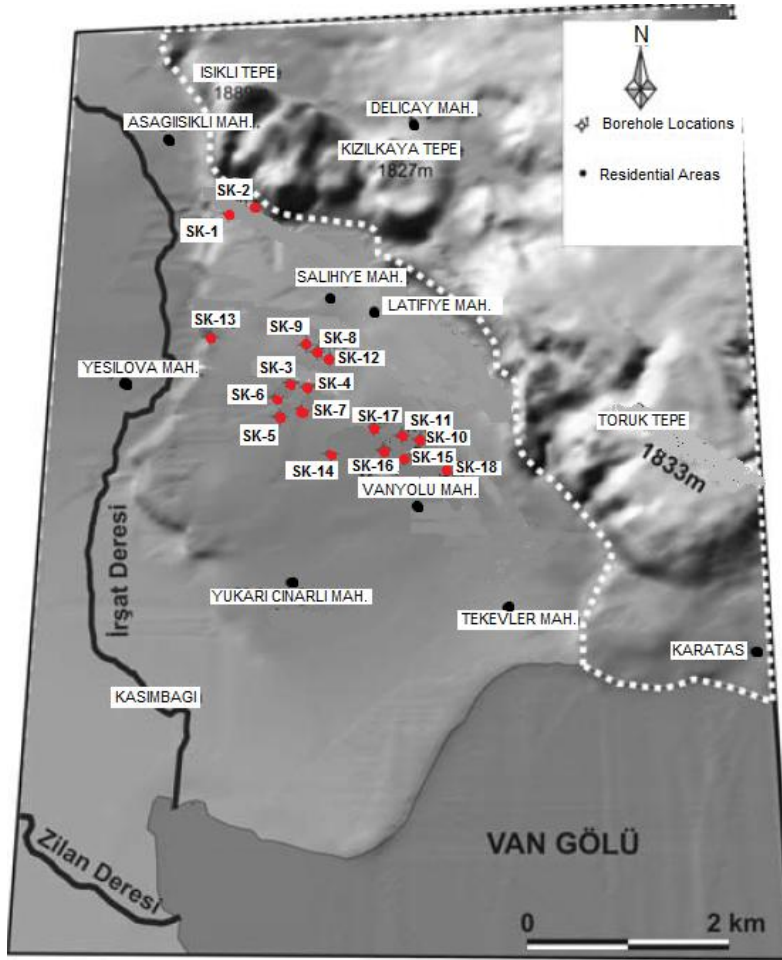 N
Borehole Locations
Residential Areas
ISIKLI TEPE
1889m
DELICAY MAH.
ASAGIISIKLI MAH.
KIZILKAYA TEPE
1827m
SK-2
SK-1
SALIHIYE MAH.
LATIFIYE MAH.
SK-13
SK-9
SK-8
SK-12
YESILOVA MAH.
SK-3
SK-4
SK-6
SK-7
SK-5
SK-17
SK-11
SK-10
TORUK TEPE
1833m
SK-14
SK-16
SK-15
SK-18
VANYOLU MAH.
İrşat Deresi
YUKARI CINARLI MAH.
TEKEVLER MAH.
KARATAS
KASIMBAGI
Zilan Deresi
VAN GÖLÜ
0 2 km